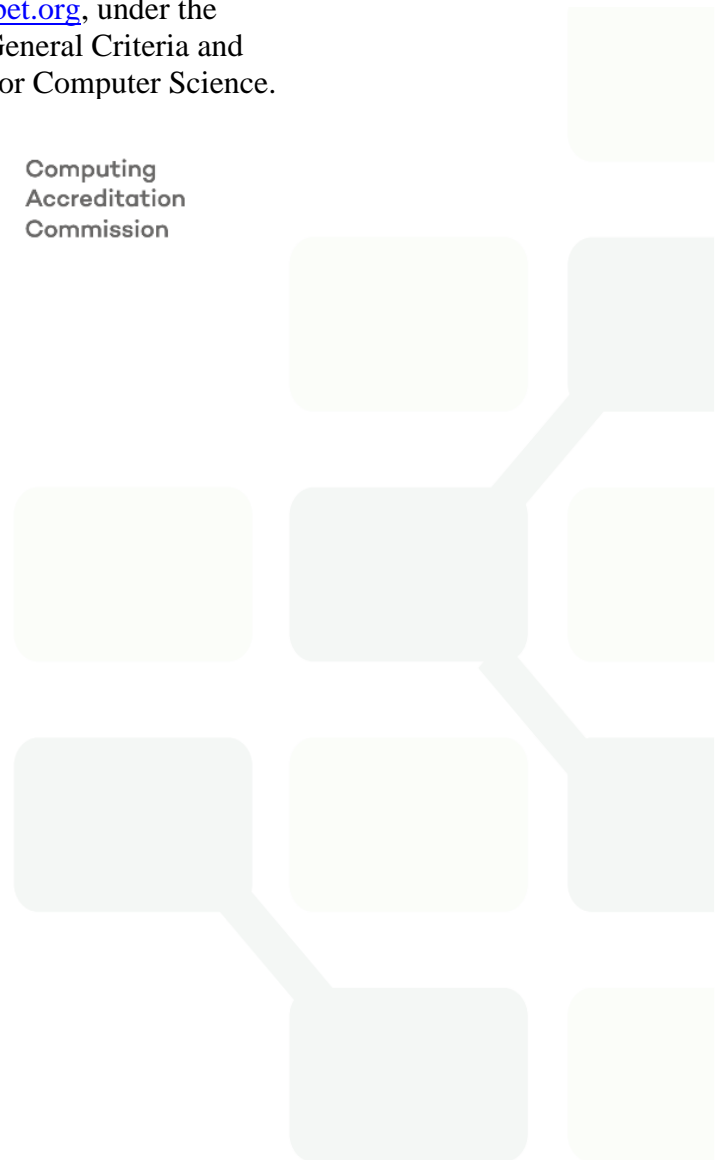 bet.org, under the
General Criteria and
or Computer Science.
Computing
Accreditation
Commission